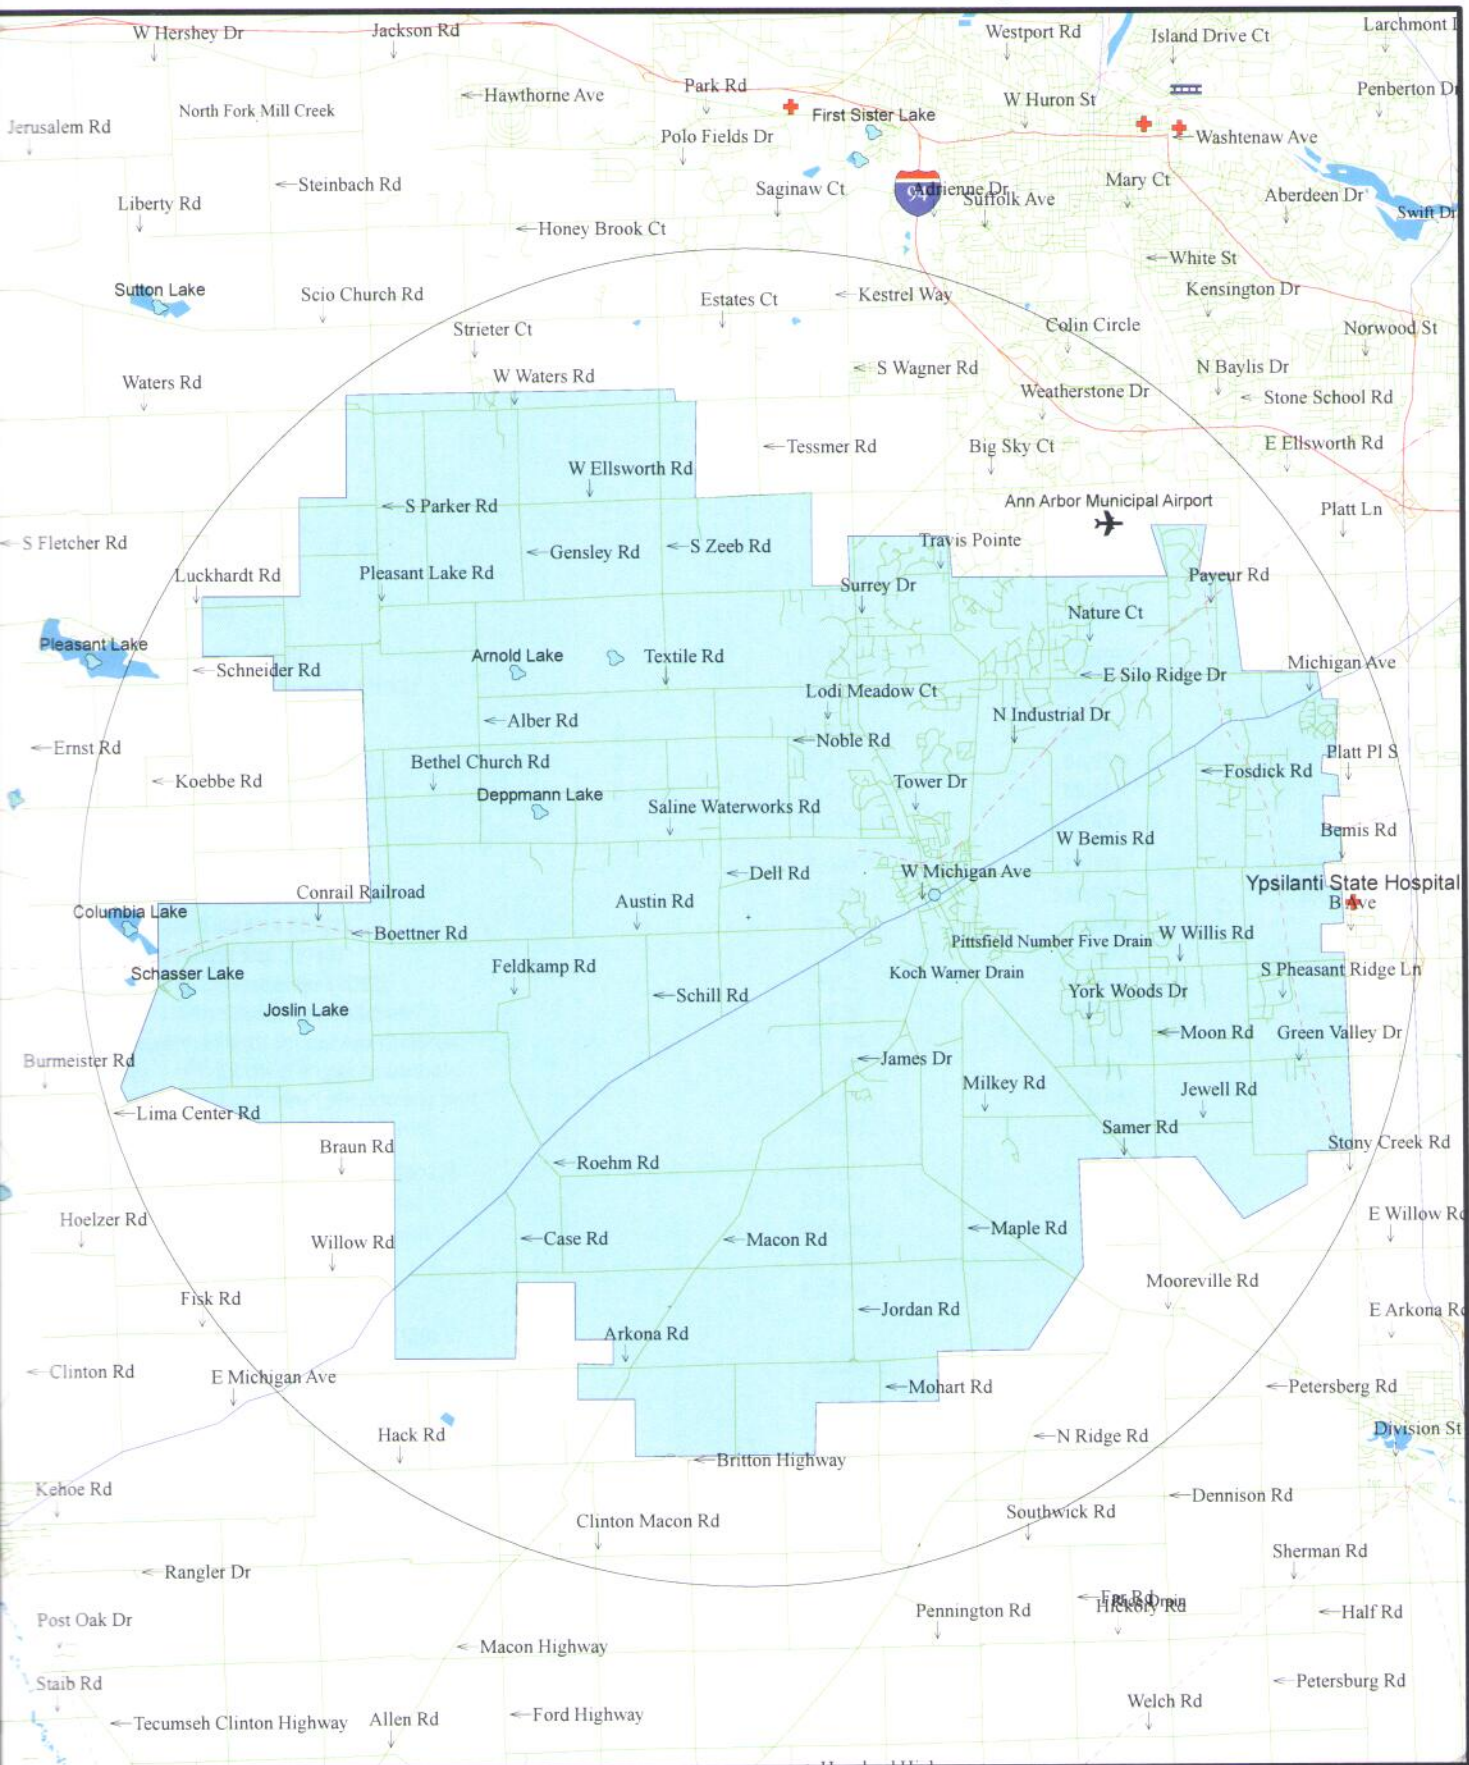 W Hershey Dr
Jackson Rd
Westport Rd
Island Drive Ct
Larchmont
Hawthorne Ave
Park Rd
W Huron St
Penberton
North Fork Mill Creek
First Sister Lake
Jerusalem Rd
Polo Fields Dr
Washtenaw Ave
Steinbach Rd
Saginaw Ct
94
Adrienne Dr
Suffolk Ave
Mary Ct
Aberdeen Dr
Liberty Rd
Swift
Honey Brook Ct
White St
Sutton Lake
Scio Church Rd
Estates Ct
Kestrel Way
Kensington Dr
Strieter Ct
Colin Circle
Norwood St
Waters Rd
W Waters Rd
S Wagner Rd
N Baylis Dr
Weatherstone Dr
Stone School Rd
Tessmer Rd
Big Sky Ct
E Ellsworth Rd
W Ellsworth Rd
S Parker Rd
Ann Arbor Municipal Airport
Platt Ln
S Fletcher Rd
Gensley Rd
S Zeeb Rd
Travis Pointe
Luckhardt Rd
Pleasant Lake Rd
Surrey Dr
Payeur Rd
Nature Ct
Pleasant Lake
Arnold Lake
Textile Rd
Schneider Rd
E Silo Ridge Dr
Michigan Ave
Lodi Meadow Ct
Alber Rd
N Industrial Dr
Ernst Rd
Noble Rd
Platt Pl S
Koebbe Rd
Bethel Church Rd
Tower Dr
Fosdick Rd
Deppmann Lake
Saline Waterworks Rd
W Bemis Rd
Bemis Rd
Dell Rd
W Michigan Ave
Ypsilanti State Hospital
Conrail Railroad
Austin Rd
B Ave
Columbia Lake
Boettner Rd
Pittsfield Number Five Drain
W Willis Rd
Schasser Lake
Feldkamp Rd
Koch Warner Drain
S Pheasant Ridge Ln
Joslin Lake
Schill Rd
York Woods Dr
Moon Rd
Green Valley Dr
Burmeister Rd
James Dr
Milkey Rd
Jewell Rd
Lima Center Rd
Samer Rd
Braun Rd
Roehm Rd
Stony Creek Rd
Hoelzer Rd
Willow Rd
Case Rd
Macon Rd
Maple Rd
E Willow
Mooreville Rd
Fisk Rd
Jordan Rd
E Arkona
Arkona Rd
Clinton Rd
E Michigan Ave
Mohart Rd
Petersberg Rd
Hack Rd
N Ridge Rd
Division St
Britton Highway
Kehoe Rd
Dennison Rd
Clinton Macon Rd
Southwick Rd
Sherman Rd
Rangler Dr
Hickory Rd
Post Oak Dr
Pennington Rd
Half Rd
Macon Highway
Staib Rd
Petersburg Rd
Tecumseh Clinton Highway
Allen Rd
Ford Highway
Welch Rd